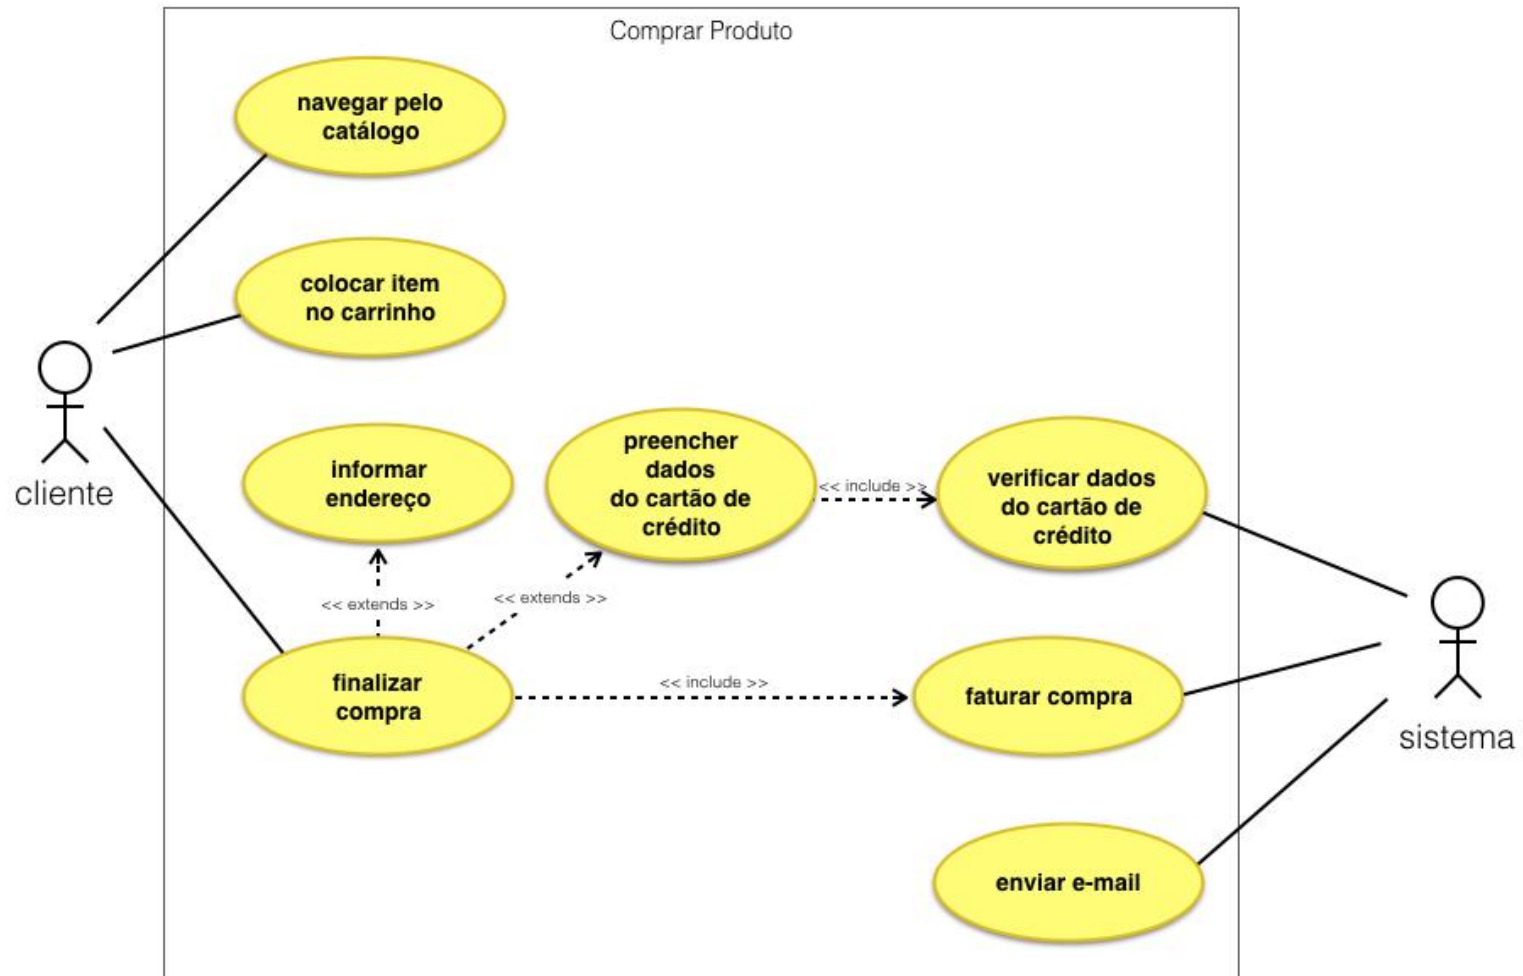 Comprar Produto
navegar pelo
catálogo
colocar item
no carrinho
cliente
informar
endereço
preencher
dados
do cartão de
crédito
<< include >>
verificar dados
do cartão de
crédito
<< extends >>
<< extends >>
finalizar
compra
<< include >>
faturar compra
sistema
enviar e-mail